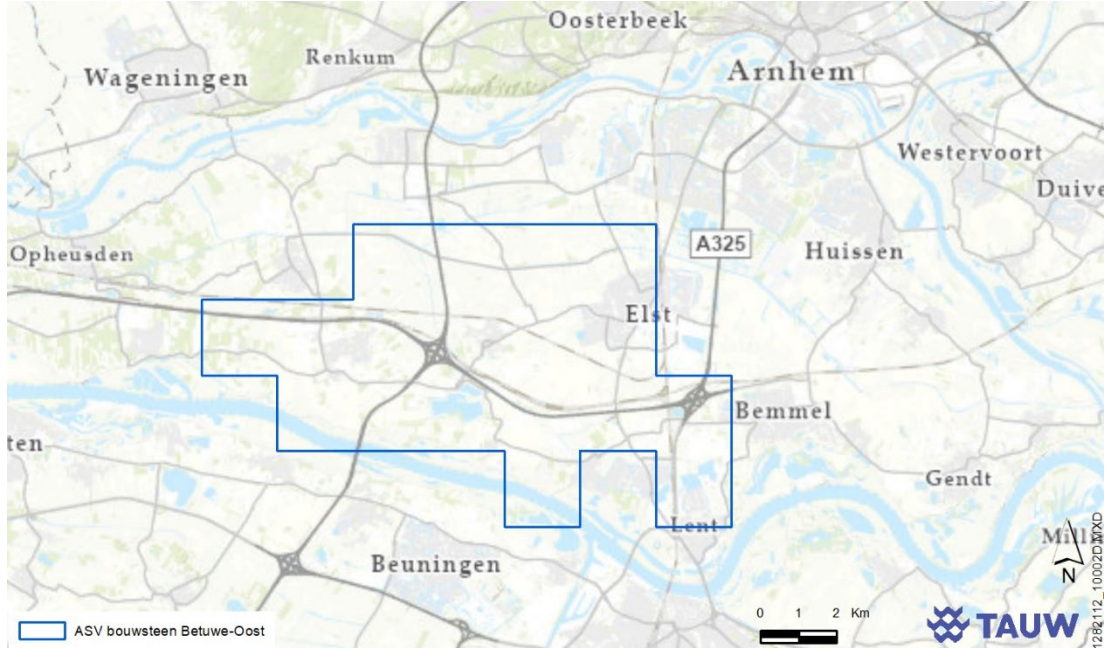 Oosterbeek
Renkum
Wageningen
Arnhem
Westervoort
Duive
Opheusden
A325
Huissen
Elst
Bemmel
ten
Gendt
Lent
Milli
Beuningen
N
0 1 2 Km
ASV bouwsteen Betuwe-Oost
TAUW
1282112_10002D.MXD